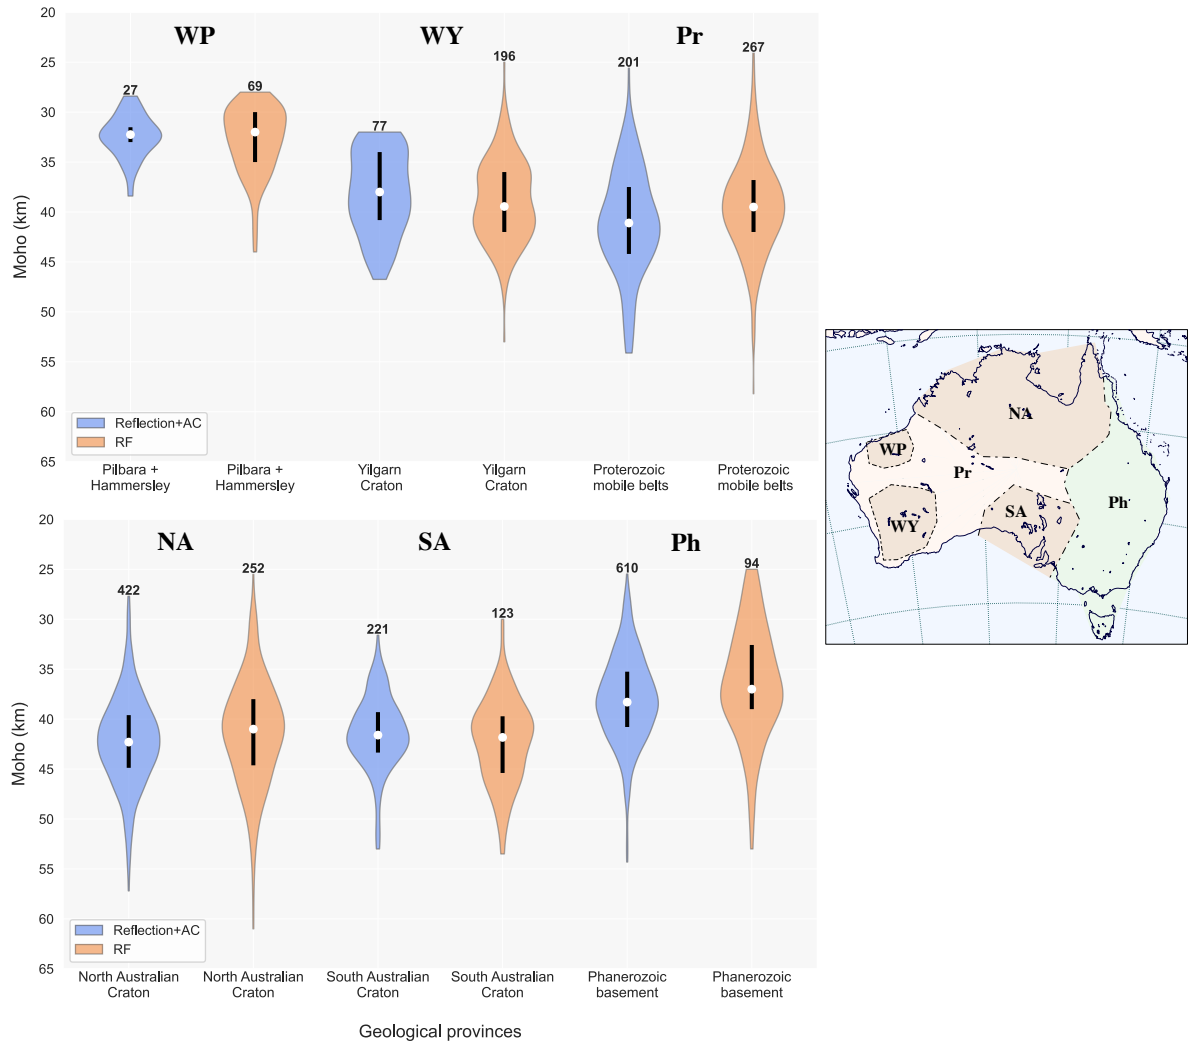 20
25
30
35
40
45
50
55
60
65
Moho (km)
WP
WY
Pr
27
69
77
196
201
267
Reflection+AC
RF
Pilbara +
Hammersley
Pilbara +
Hammersley
Yilgarn
Craton
Yilgarn
Craton
Proterozoic
mobile belts
Proterozoic
mobile belts
20
25
30
35
40
45
50
55
60
65
Moho (km)
NA
SA
Ph
422
252
221
123
610
94
Reflection+AC
RF
North Australian
Craton
North Australian
Craton
South Australian
Craton
South Australian
Craton
Phanerozoic
basement
Phanerozoic
basement
Geological provinces
NA
WP
Pr
Ph
SA
WY